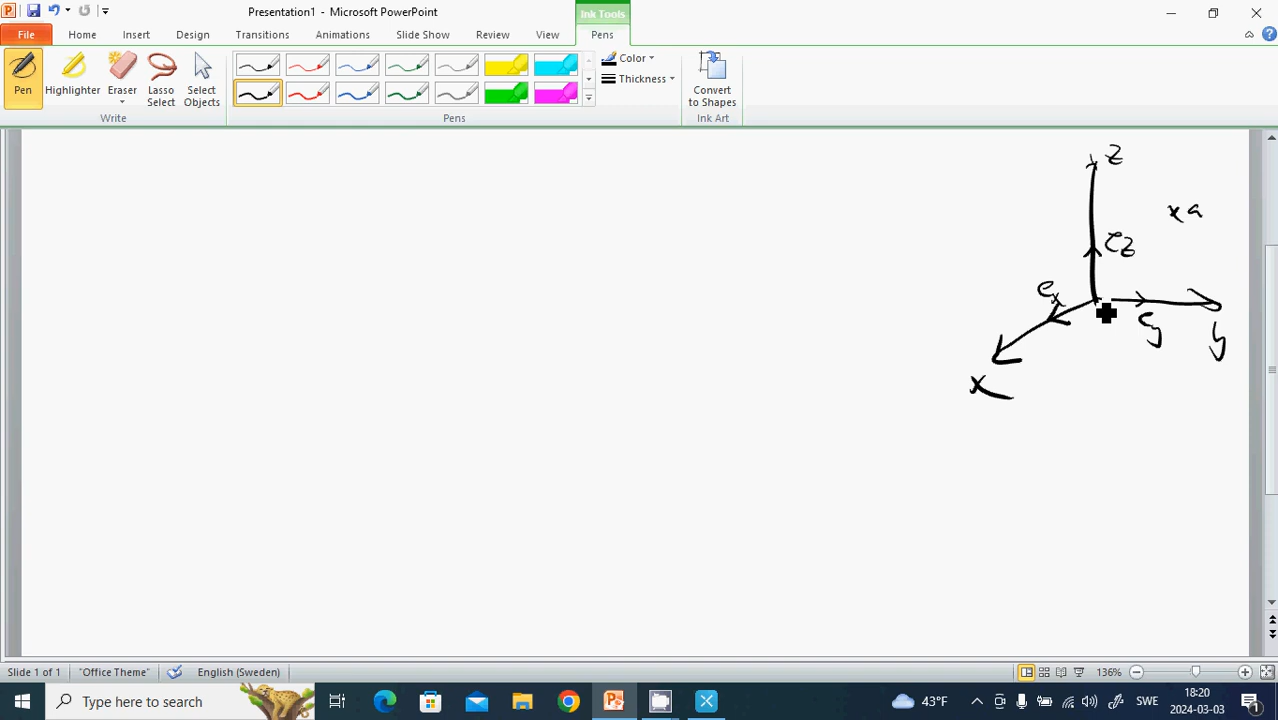 Presentation1 - Microsoft PowerPoint
Ink Tools
File Home Insert Design Transitions Animations Slide Show Review View Pens
Pen
Highlighter
Eraser
Lasso Select
Select Objects
Write
Color
Thickness
Pens
Convert to Shapes
Ink Art
z
x a
ez
ex
ey
y
x
Slide 1 of 1
"Office Theme"
English (Sweden)
136%
Type here to search
43°F
SWE
18:20
2024-03-03
1